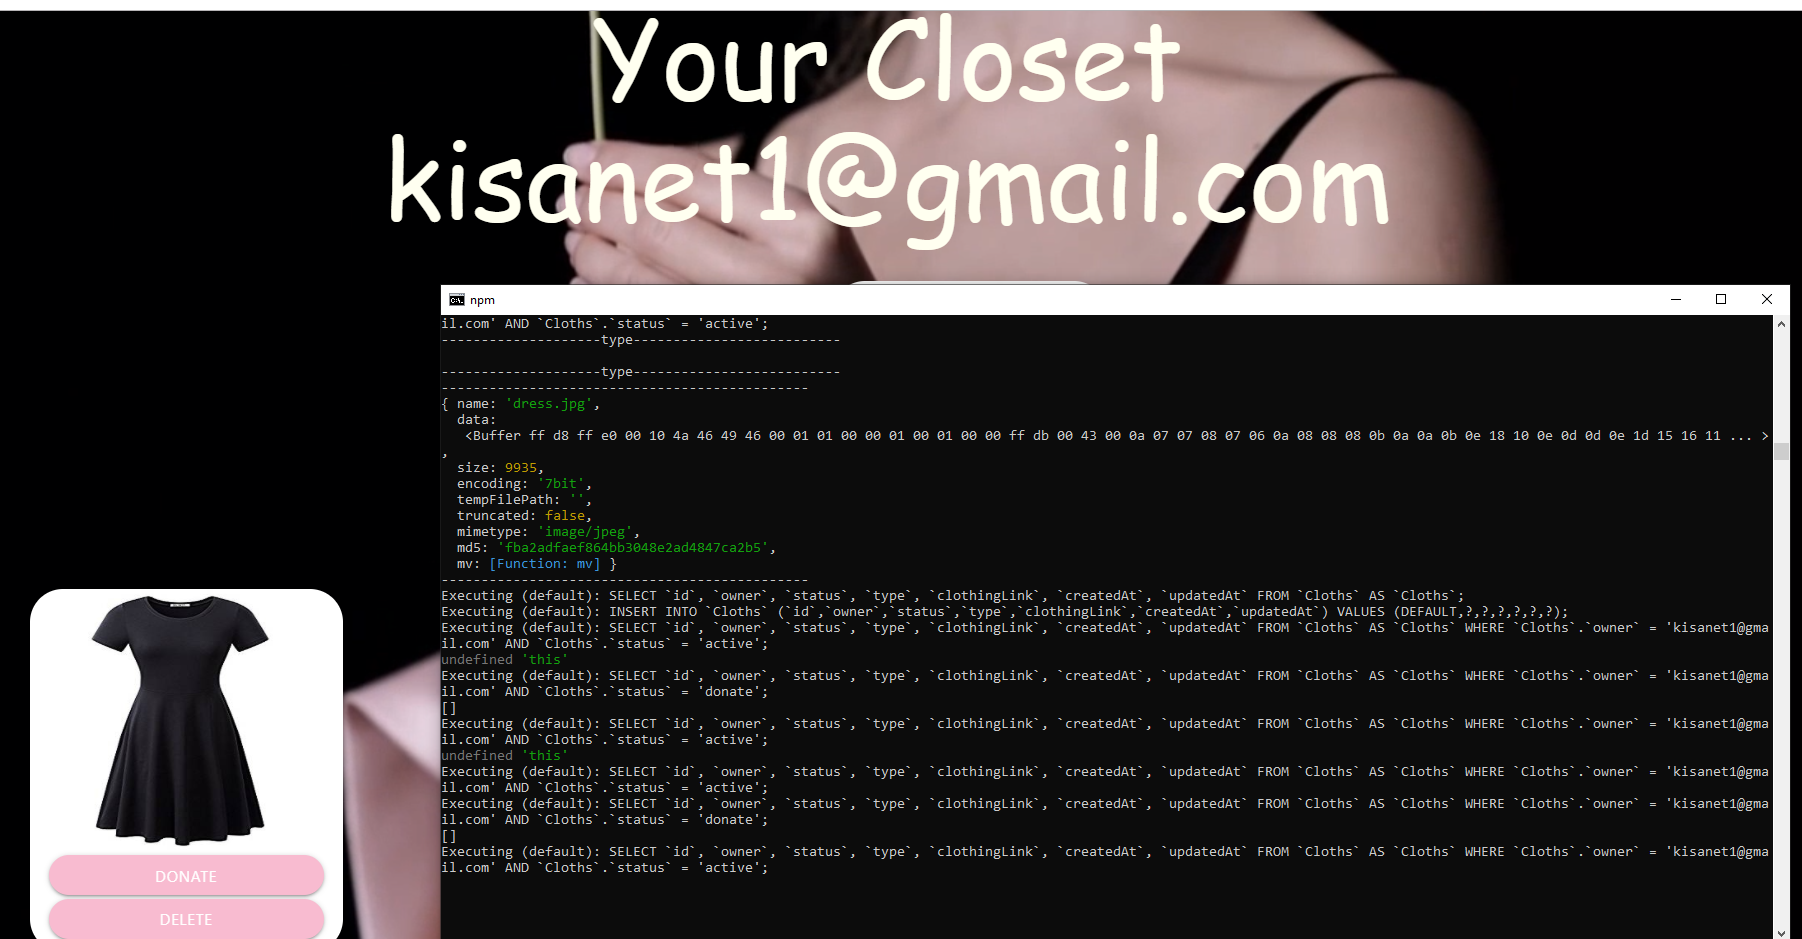 Your Closet
kisanet1@gmail.com
npm
il.com' AND `Cloths`.`status` = 'active';
--------------------type--------------------------
--------------------type--------------------------
----------------------------------------------
{ name: 'dress.jpg',
data:
<Buffer ff d8 ff e0 00 10 4a 46 49 46 00 01 01 00 00 01 00 01 00 00 ff db 00 43 00 0a 07 07 08 07 06 0a 08 08 08 0b 0a 0a 0b 0e 18 10 0e 0d 0d 0e 1d 15 16 11 ... >
,
size: 9935,
encoding: '7bit',
tempFilePath: '',
truncated: false,
mimetype: 'image/jpeg',
md5: 'fba2adfaef864bb3048e2ad4847ca2b5',
mv: [Function: mv] }
----------------------------------------------
Executing (default): SELECT `id`, `owner`, `status`, `type`, `clothingLink`, `createdAt`, `updatedAt` FROM `Cloths` AS `Cloths`;
Executing (default): INSERT INTO `Cloths` (`id`,`owner`,`status`,`type`,`clothingLink`,`createdAt`,`updatedAt`) VALUES (DEFAULT,?,?,?,?,?,?);
Executing (default): SELECT `id`, `owner`, `status`, `type`, `clothingLink`, `createdAt`, `updatedAt` FROM `Cloths` AS `Cloths` WHERE `Cloths`.`owner` = 'kisanet1@gma
il.com' AND `Cloths`.`status` = 'active';
undefined 'this'
Executing (default): SELECT `id`, `owner`, `status`, `type`, `clothingLink`, `createdAt`, `updatedAt` FROM `Cloths` AS `Cloths` WHERE `Cloths`.`owner` = 'kisanet1@gma
il.com' AND `Cloths`.`status` = 'donate';
[]
Executing (default): SELECT `id`, `owner`, `status`, `type`, `clothingLink`, `createdAt`, `updatedAt` FROM `Cloths` AS `Cloths` WHERE `Cloths`.`owner` = 'kisanet1@gma
il.com' AND `Cloths`.`status` = 'active';
undefined 'this'
Executing (default): SELECT `id`, `owner`, `status`, `type`, `clothingLink`, `createdAt`, `updatedAt` FROM `Cloths` AS `Cloths` WHERE `Cloths`.`owner` = 'kisanet1@gma
il.com' AND `Cloths`.`status` = 'active';
Executing (default): SELECT `id`, `owner`, `status`, `type`, `clothingLink`, `createdAt`, `updatedAt` FROM `Cloths` AS `Cloths` WHERE `Cloths`.`owner` = 'kisanet1@gma
il.com' AND `Cloths`.`status` = 'donate';
[]
Executing (default): SELECT `id`, `owner`, `status`, `type`, `clothingLink`, `createdAt`, `updatedAt` FROM `Cloths` AS `Cloths` WHERE `Cloths`.`owner` = 'kisanet1@gma
il.com' AND `Cloths`.`status` = 'active';
DONATE
DELETE